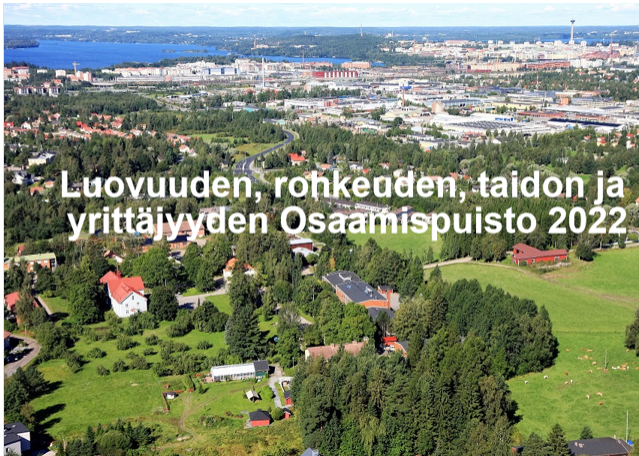 Luovuuden, rohkeuden, taidon ja
yrittäjyyden Osaamispuisto 2022